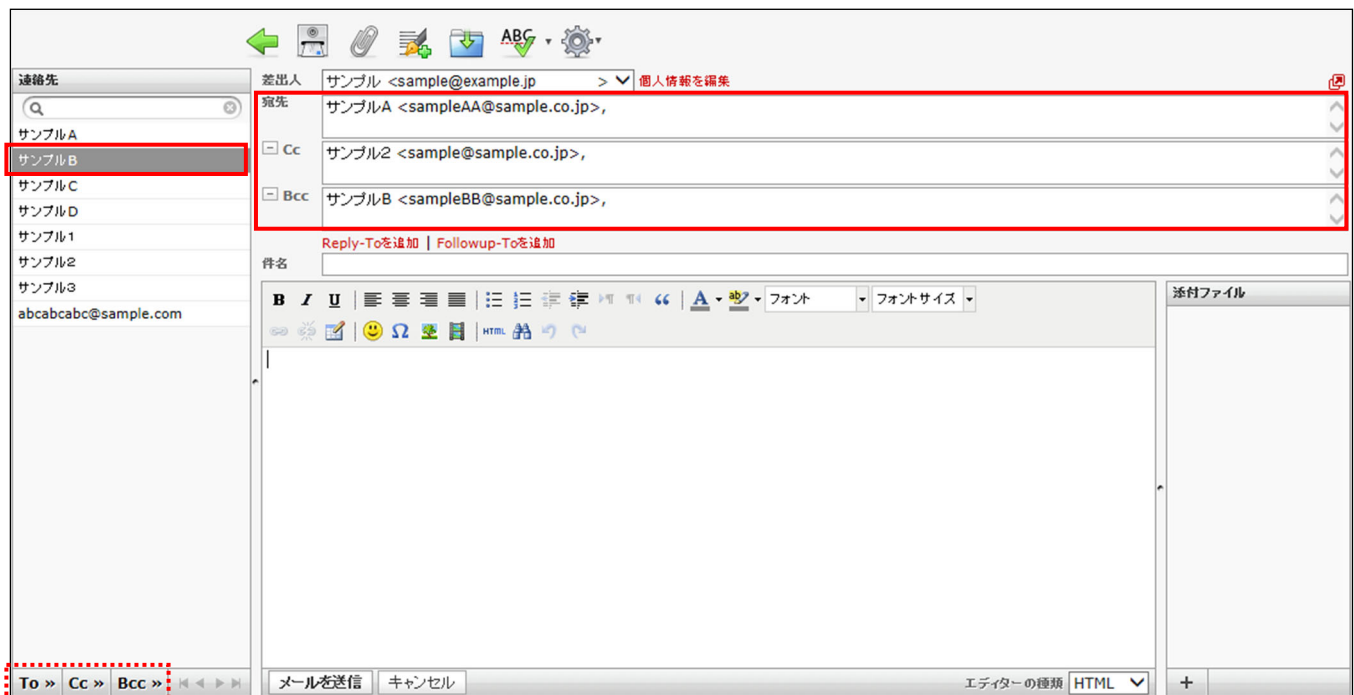 ABC
連絡先
サンプルA
サンプルB
サンプルC
サンプルD
サンプル1
サンプル2
サンプル3
abcabcabc@sample.com
To » Cc » Bcc »
差出人 サンプル <sample@example.jp > 個人情報を編集
宛先 サンプルA <sampleAA@sample.co.jp>,
Cc サンプル2 <sample@sample.co.jp>,
Bcc サンプルB <sampleBB@sample.co.jp>,
Reply-Toを追加 | Followup-Toを追加
件名
B I U A ab フォント フォントサイズ
Ω HTML
添付ファイル
メールを送信 キャンセル エディターの種類 HTML
+